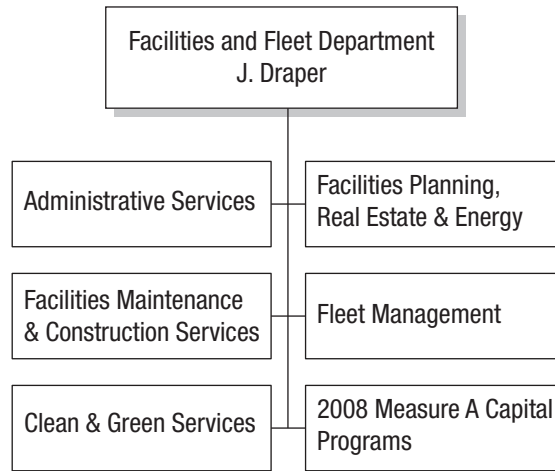 Facilities and Fleet Department
J. Draper
Administrative Services
Facilities Planning,
Real Estate & Energy
Facilities Maintenance
& Construction Services
Fleet Management
Clean & Green Services
2008 Measure A Capital
Programs